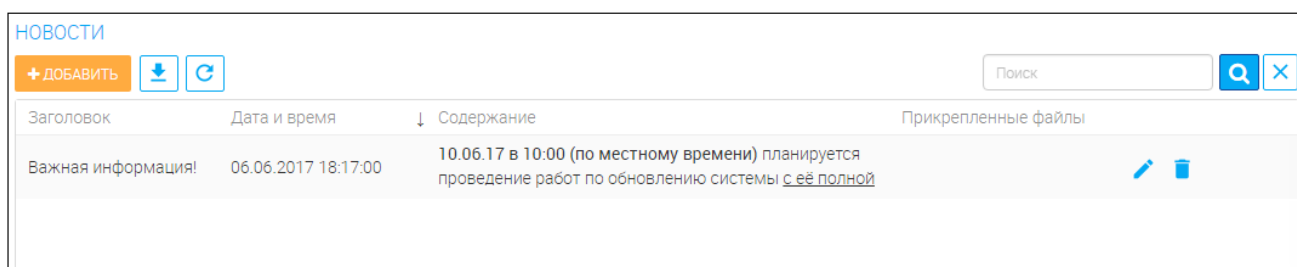 НОВОСТИ
+ ДОБАВИТЬ
Поиск
Заголовок Дата и время ↓ Содержание Прикрепленные файлы
Важная информация! 06.06.2017 18:17:00 10.06.17 в 10:00 (по местному времени) планируется
проведение работ по обновлению системы с её полной